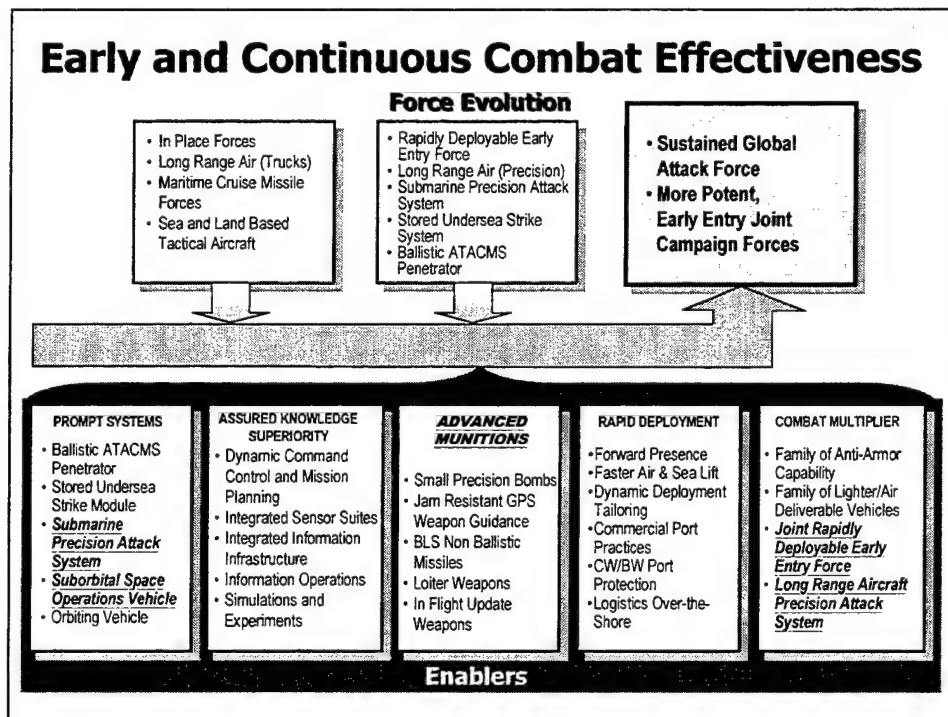 Early and Continuous Combat Effectiveness
Force Evolution
• In Place Forces
• Long Range Air (Trucks)
• Maritime Cruise Missile
Forces
• Sea and Land Based
Tactical Aircraft
• Rapidly Deployable Early
Entry Force
• Long Range Air (Precision)
• Submarine Precision Attack
System
• Stored Undersea Strike
System
• Ballistic ATACMS
Penetrator
• Sustained Global
Attack Force
• More Potent,
Early Entry Joint
Campaign Forces
PROMPT SYSTEMS
• Ballistic ATACMS
Penetrator
• Stored Undersea
Strike Module
• Submarine
Precision Attack
System
• Suborbital Space
Operations Vehicle
• Orbiting Vehicle
ASSURED KNOWLEDGE
SUPERIORITY
• Dynamic Command
Control and Mission
Planning
• Integrated Sensor Suites
• Integrated Information
Infrastructure
• Information Operations
• Simulations and
Experiments
ADVANCED
MUNITIONS
• Small Precision Bombs
• Jam Resistant GPS
Weapon Guidance
• BLS Non Ballistic
Missiles
• Loiter Weapons
• In Flight Update
Weapons
RAPID DEPLOYMENT
•Forward Presence
•Faster Air & Sea Lift
•Dynamic Deployment
Tailoring
•Commercial Port
Practices
•CW/BW Port
Protection
•Logistics Over-the-
Shore
COMBAT MULTIPLIER
• Family of Anti-Armor
Capability
• Family of Lighter/Air
Deliverable Vehicles
• Joint Rapidly
Deployable Early
Entry Force
• Long Range Aircraft
Precision Attack
System
Enablers